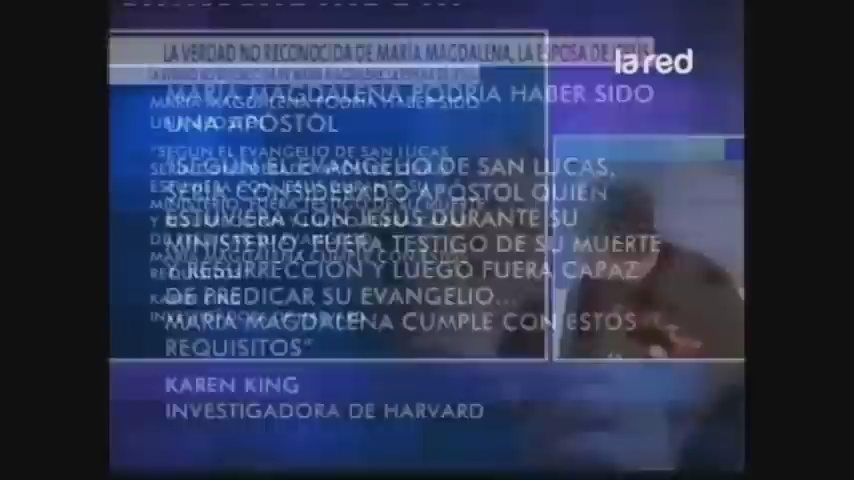 LA VERDAD NO RECONOCIDA DE MARÍA MAGDALENA, LA ESPOSA DE JESÚS
la red
MARÍA MAGDALENA PODRÍA HABER SIDO
UNA APÓSTOL
"SEGÚN EL EVANGELIO DE SAN LUCAS,
SERÍA CONSIDERADO APÓSTOL QUIEN
ESTUVIERA CON JESÚS DURANTE SU
MINISTERIO, FUERA TESTIGO DE SU MUERTE
Y RESURRECCIÓN Y LUEGO FUERA CAPAZ
DE PREDICAR SU EVANGELIO...
MARÍA MAGDALENA CUMPLE CON ESTOS
REQUISITOS"
KAREN KING
INVESTIGADORA DE HARVARD